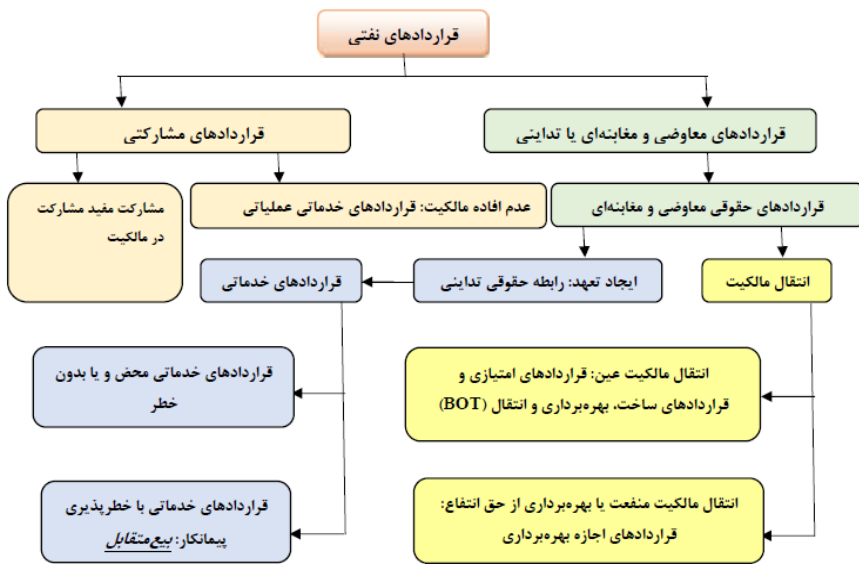 قراردادهای نفتی
قراردادهای معاوضی و مغابنه‌ای یا تداینی
قراردادهای مشارکتی
قراردادهای حقوقی معاوضی و مغابنه‌ای
عدم افاده مالکیت: قراردادهای خدماتی عملیاتی
مشارکت مفید مشارکت
در مالکیت
انتقال مالکیت
ایجاد تعهد: رابطه حقوقی تداینی
قراردادهای خدماتی
انتقال مالکیت عین: قراردادهای امتیازی و
قراردادهای ساخت، بهره‌برداری و انتقال (BOT)
قراردادهای خدماتی محض و یا بدون
خطر
انتقال مالکیت منفعت یا بهره‌برداری از حق انتفاع:
قراردادهای اجازه بهره‌برداری
قراردادهای خدماتی با خطرپذیری
پیمانکار: بیع‌متقابل